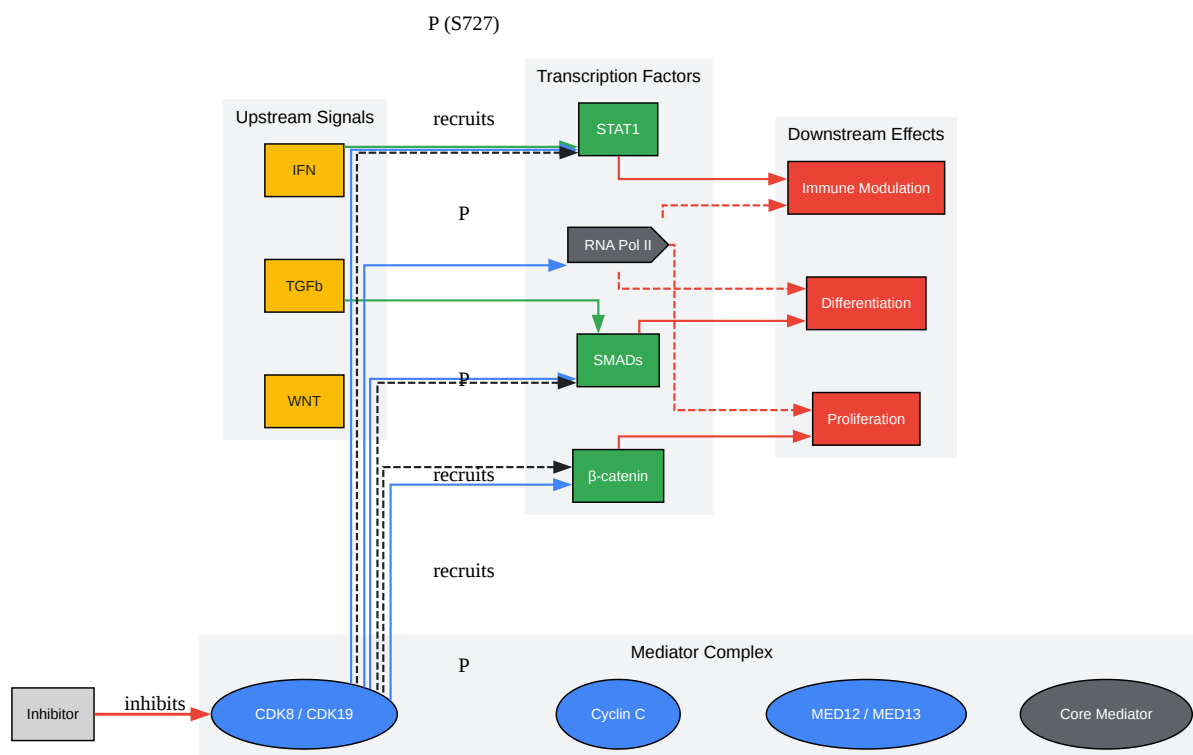 P (S727)
Transcription Factors
Upstream Signals
recruits
STAT1
Downstream Effects
IFN
Immune Modulation
P
RNA Pol II
TGFb
Differentiation
SMADs
P
WNT
Proliferation
recruits
β-catenin
recruits
Mediator Complex
P
Inhibitor
inhibits
CDK8 / CDK19
Cyclin C
MED12 / MED13
Core Mediator